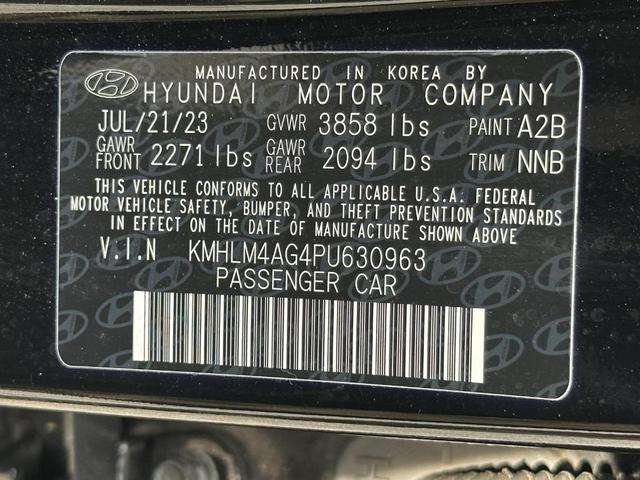 MANUFACTURED IN KOREA BY
HYUNDAI MOTOR COMPANY
JUL/21/23 GVWR 3858 lbs PAINT A2B
GAWR FRONT 2271 lbs GAWR REAR 2094 lbs TRIM NNB
THIS VEHICLE CONFORMS TO ALL APPLICABLE U.S.A. FEDERAL
MOTOR VEHICLE SAFETY, BUMPER, AND THEFT PREVENTION STANDARDS
IN EFFECT ON THE DATE OF MANUFACTURE SHOWN ABOVE
V.I.N KMHLM4AG4PU630963
PASSENGER CAR